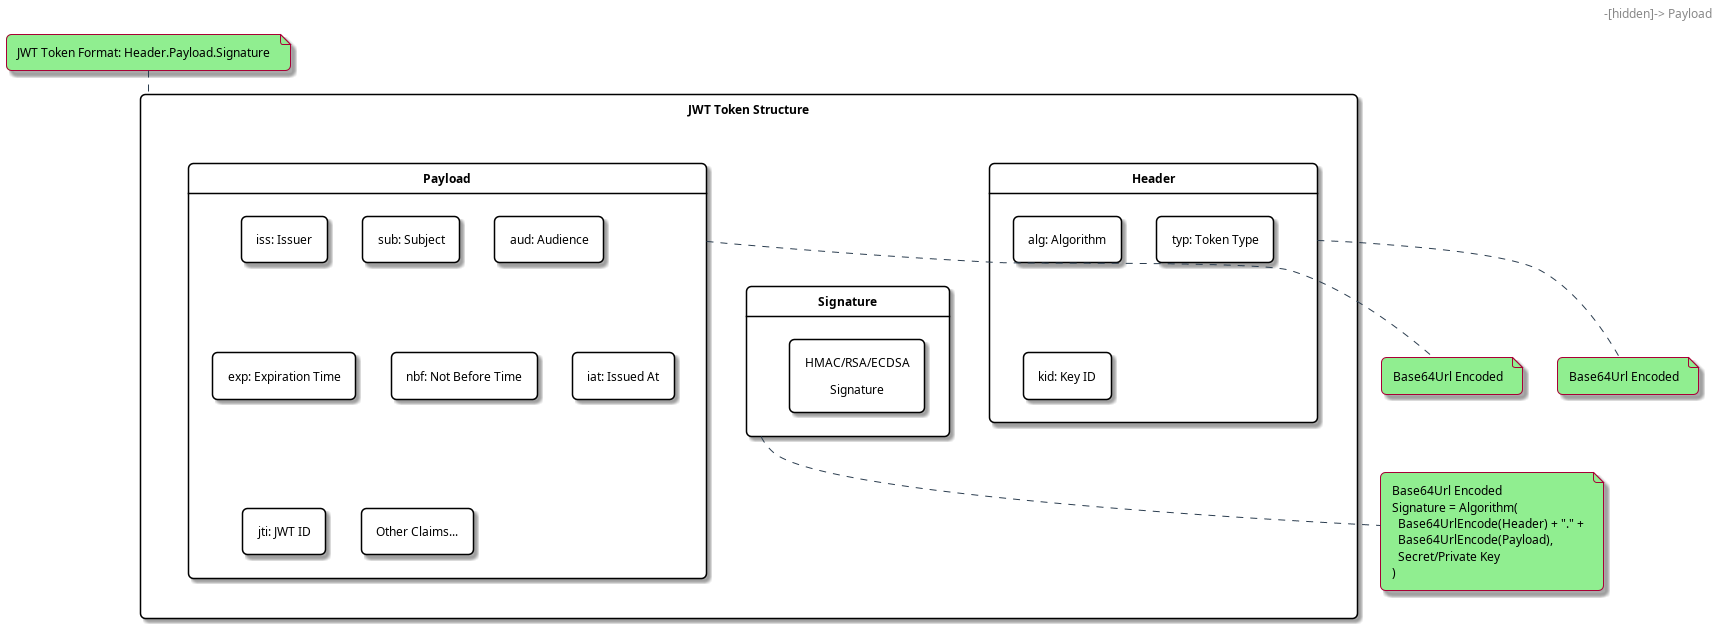 -[hidden]-> Payload
JWT Token Format: Header.Payload.Signature
JWT Token Structure
Payload
iss: Issuer
sub: Subject
aud: Audience
exp: Expiration Time
nbf: Not Before Time
iat: Issued At
jti: JWT ID
Other Claims...
Signature
HMAC/RSA/ECDSA
Signature
Header
alg: Algorithm
typ: Token Type
kid: Key ID
Base64Url Encoded
Base64Url Encoded
Base64Url Encoded
Signature = Algorithm(
  Base64UrlEncode(Header) + "." +
  Base64UrlEncode(Payload),
  Secret/Private Key
)